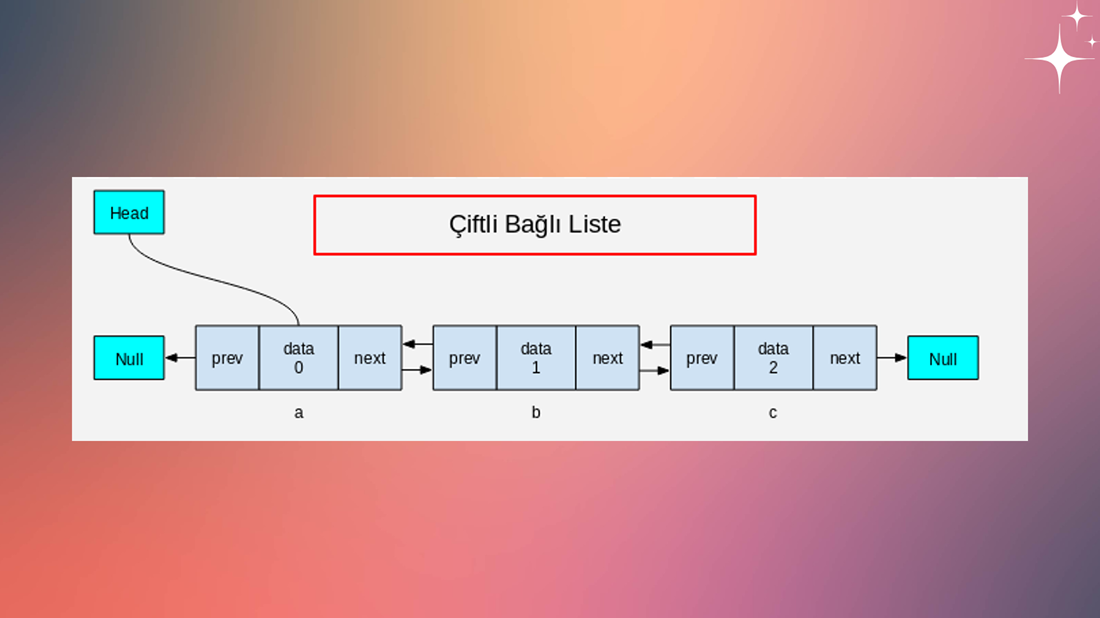 Head
Çiftli Bağlı Liste
Null
prev
data
0
next
prev
data
1
next
prev
data
2
next
Null
a
b
c